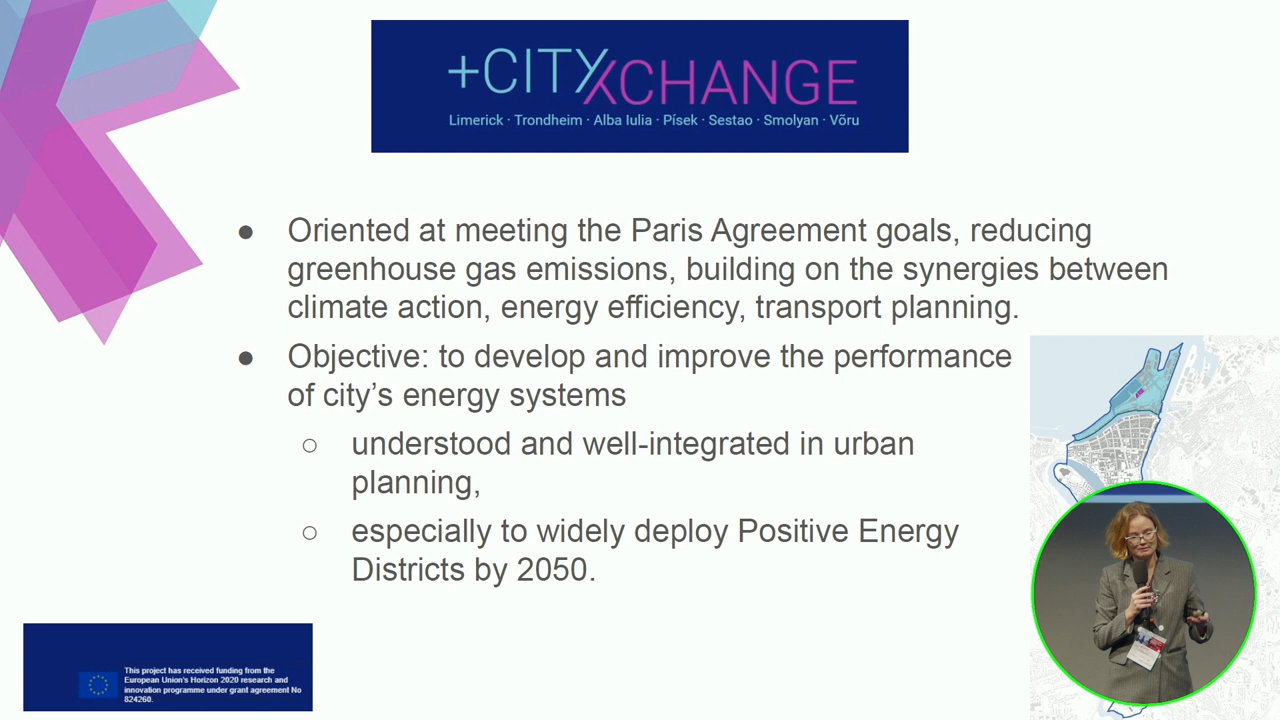 +CITYXCHANGE
Limerick · Trondheim · Alba Iulia · Písek · Sestao · Smolyan · Võru
● Oriented at meeting the Paris Agreement goals, reducing
greenhouse gas emissions, building on the synergies between
climate action, energy efficiency, transport planning.
● Objective: to develop and improve the performance
of city’s energy systems
○ understood and well-integrated in urban
planning,
○ especially to widely deploy Positive Energy
Districts by 2050.
This project has received funding from the
European Union's Horizon 2020 research and
innovation programme under grant agreement No
824260.